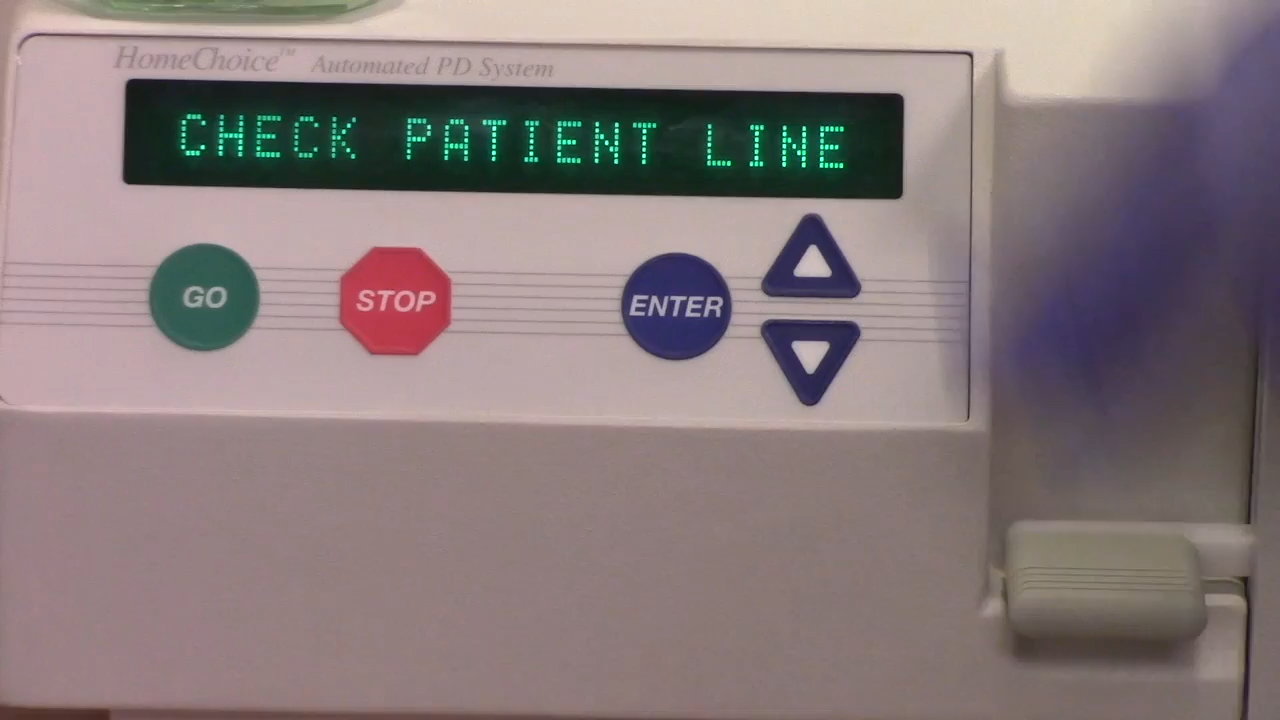 HomeChoice™ Automated PD System
CHECK PATIENT LINE
GO
STOP
ENTER